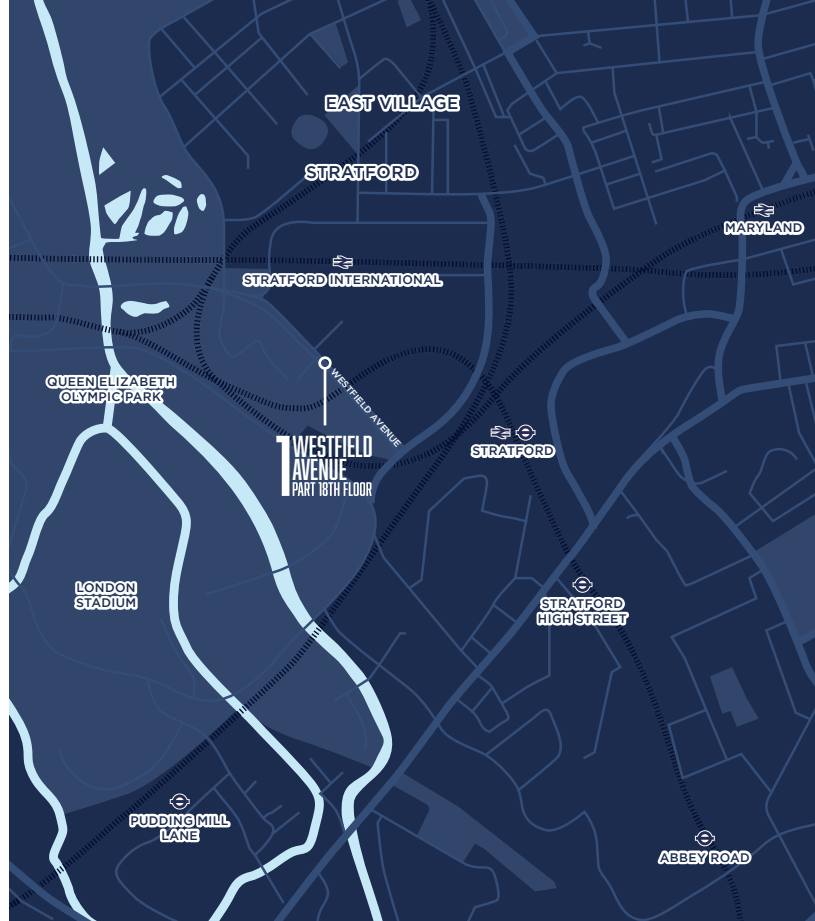 EAST VILLAGE
STRATFORD
MARYLAND
STRATFORD INTERNATIONAL
QUEEN ELIZABETH
OLYMPIC PARK
WESTFIELD AVENUE
1 WESTFIELD
AVENUE
PART 18TH FLOOR
STRATFORD
LONDON
STADIUM
STRATFORD
HIGH STREET
PUDDING MILL
LANE
ABBEY ROAD